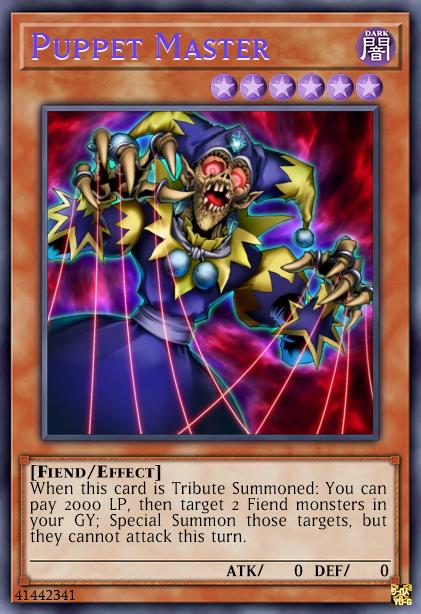 Puppet Master
DARK
闇
[Fiend/Effect]
When this card is Tribute Summoned: You can
pay 2000 LP, then target 2 Fiend monsters in
your GY; Special Summon those targets, but
they cannot attack this turn.
ATK/ 0 DEF/ 0
41442341